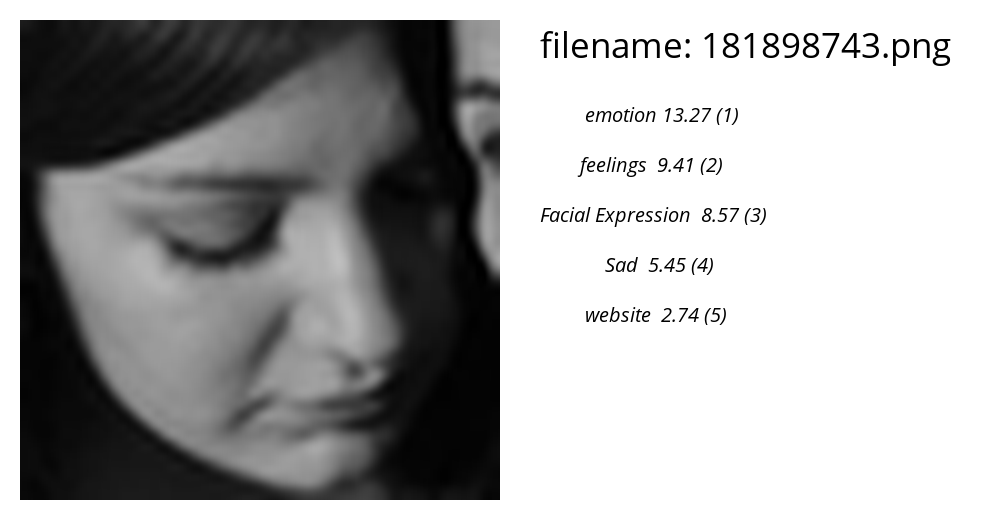 filename: 181898743.png
emotion 13.27 (1)
feelings 9.41 (2)
Facial Expression 8.57 (3)
Sad 5.45 (4)
website 2.74 (5)